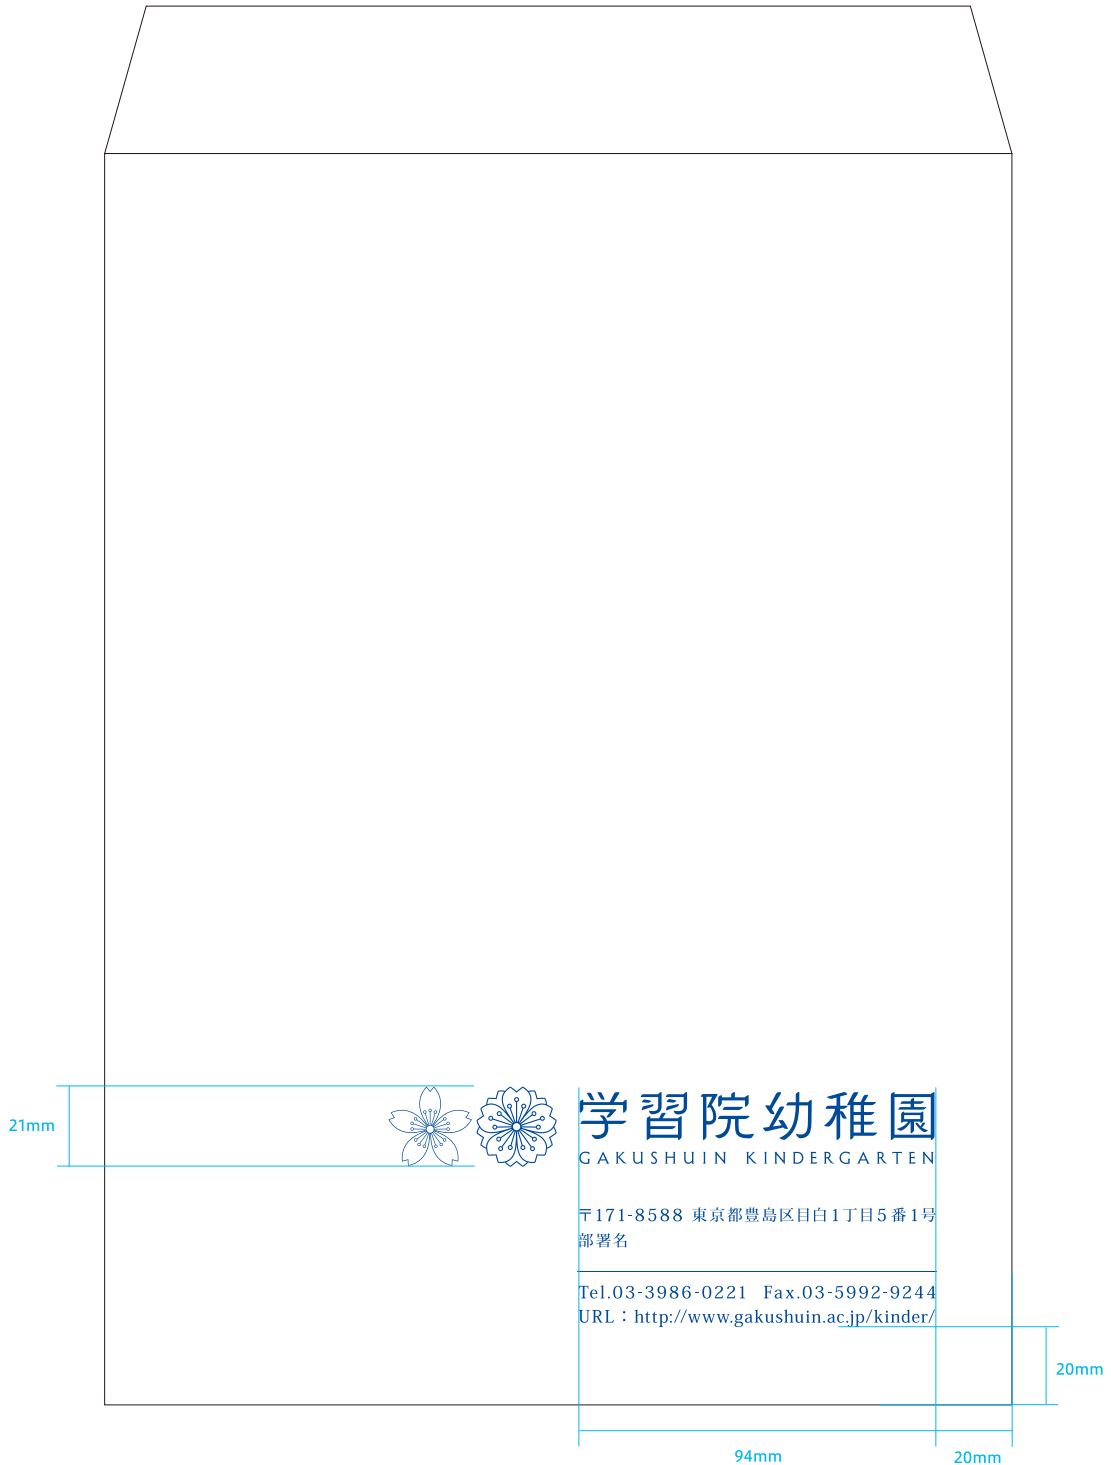 21mm
学習院幼稚園
GAKUSHUIN KINDERGARTEN
〒171-8588 東京都豊島区目白1丁目5番1号
部署名
Tel.03-3986-0221 Fax.03-5992-9244
URL：http://www.gakushuin.ac.jp/kinder/
20mm
94mm
20mm